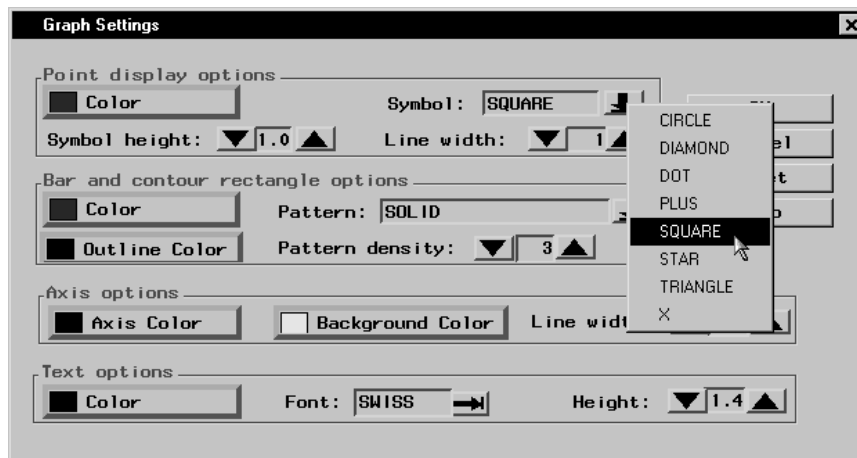 Graph Settings
Point display options
Color
Symbol: SQUARE
Symbol height: 1.0
Line width: 1
Bar and contour rectangle options
Color
Pattern: SOLID
Outline Color
Pattern density: 3
Axis options
Axis Color
Background Color
Text options
Color
Font: SWISS
Height: 1.4
CIRCLE
DIAMOND
DOT
PLUS
SQUARE
STAR
TRIANGLE
X